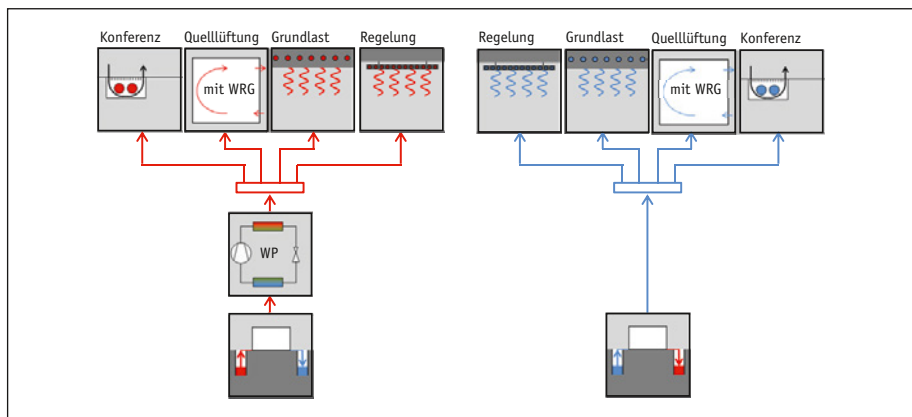 Konferenz
Quelllüftung
Grundlast
Regelung
mit WRG
WP
Regelung
Grundlast
Quelllüftung
Konferenz
mit WRG